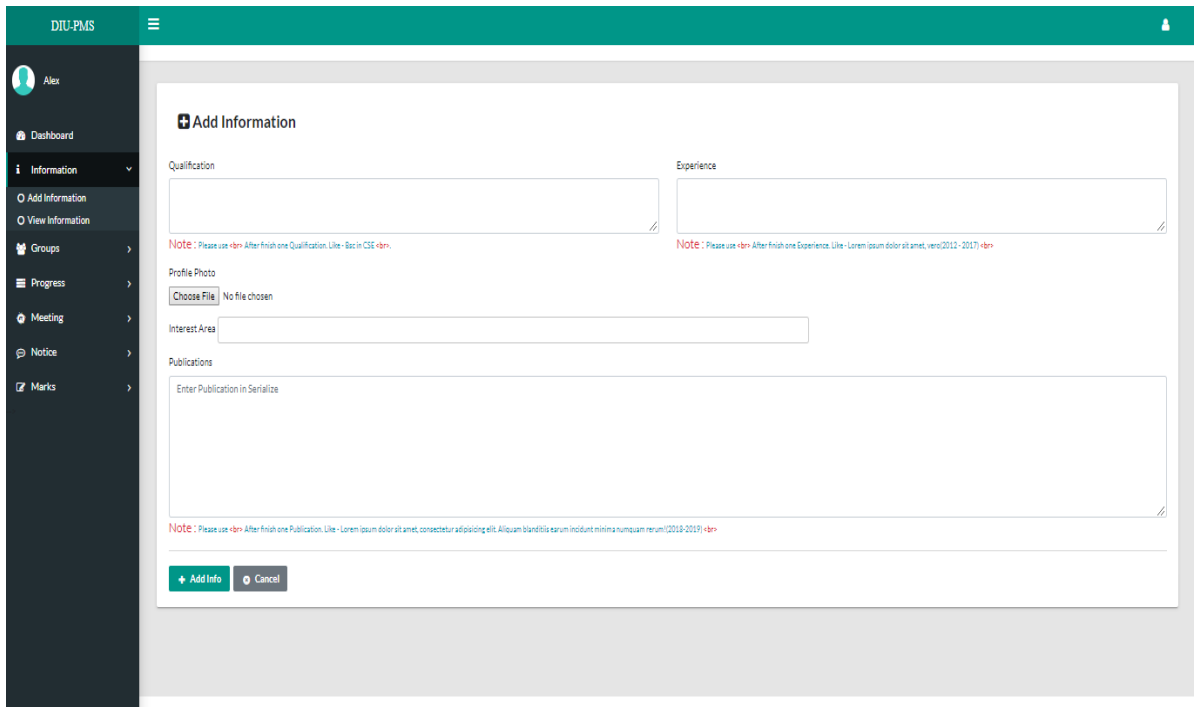 DIU-PMS
Alex
Dashboard
Information
Add Information
View Information
Groups
Progress
Meeting
Notice
Marks
Add Information
Qualification
Experience
Note : Please use <br> After finish one Qualification. Like - Bsc in CSE <br>.
Note : Please use <br> After finish one Experience. Like - Lorem ipsum dolor sit amet, vero(2012 - 2017) <br>
Profile Photo
Choose File No file chosen
Interest Area
Publications
Enter Publication in Serialize
Note : Please use <br> After finish one Publication. Like - Lorem ipsum dolor sit amet, consectetur adipisicing elit. Aliquam blanditiis earum incidunt minima numquam rerum!(2018-2019) <br>
Add Info
Cancel